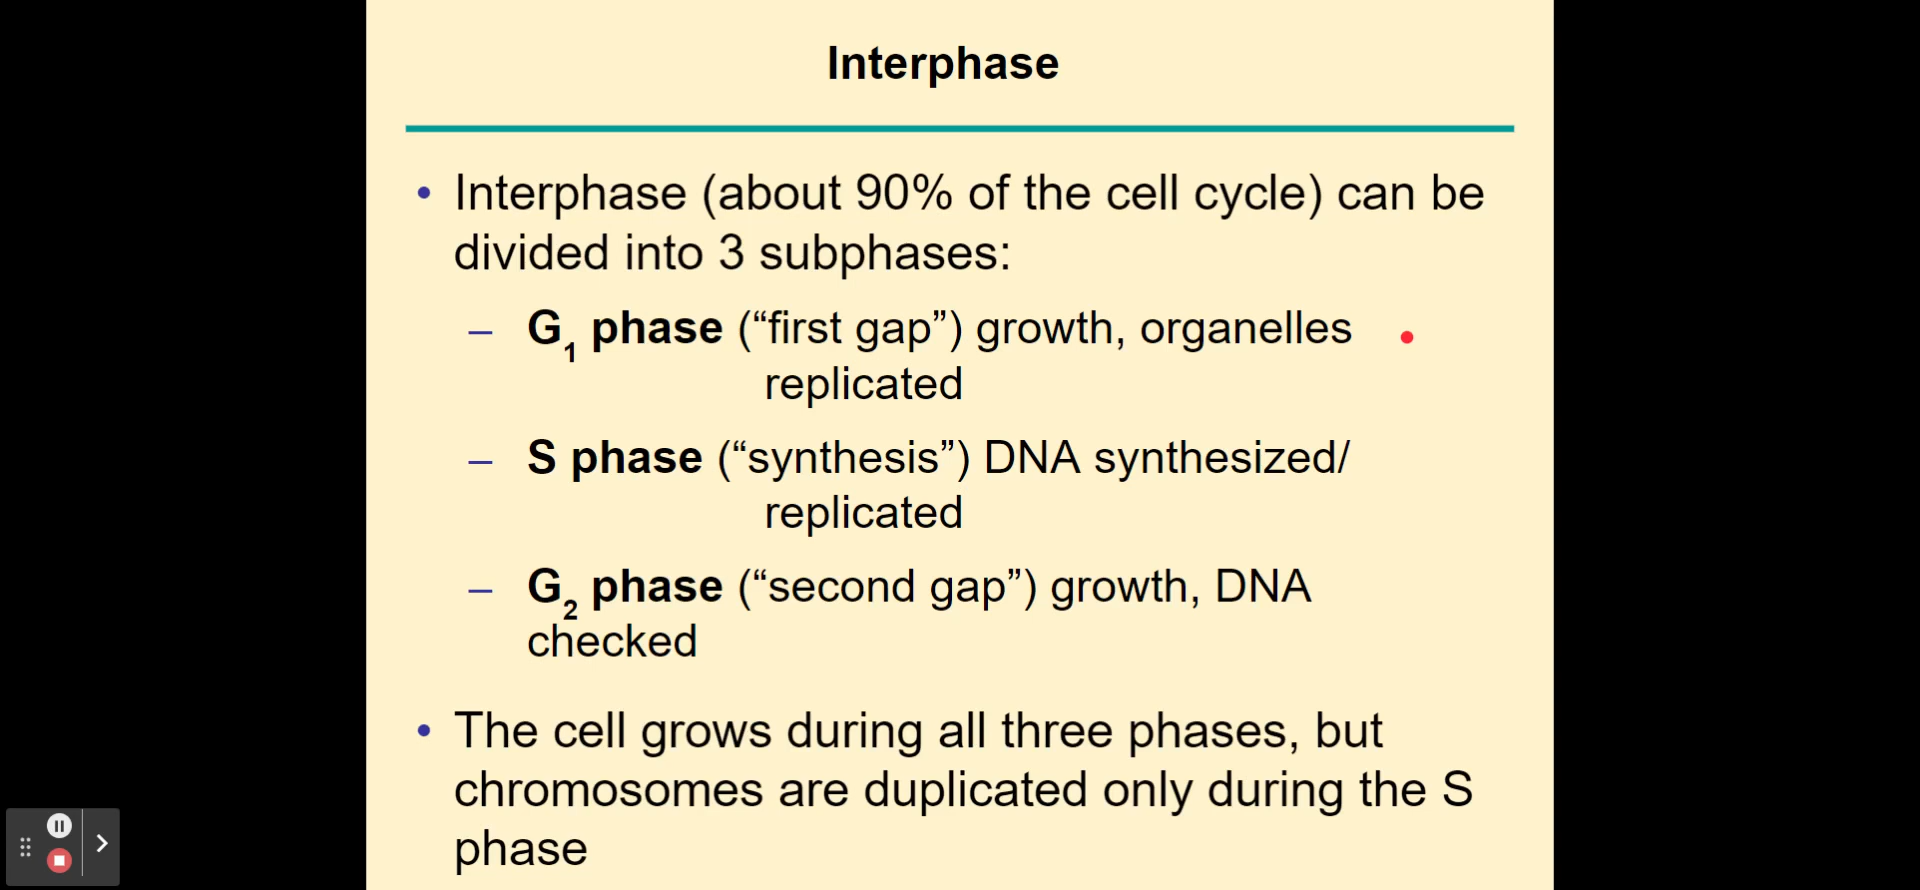 Interphase
• Interphase (about 90% of the cell cycle) can be
divided into 3 subphases:
– G₁ phase (“first gap”) growth, organelles
replicated
– S phase (“synthesis”) DNA synthesized/
replicated
– G₂ phase (“second gap”) growth, DNA
checked
• The cell grows during all three phases, but
chromosomes are duplicated only during the S
phase